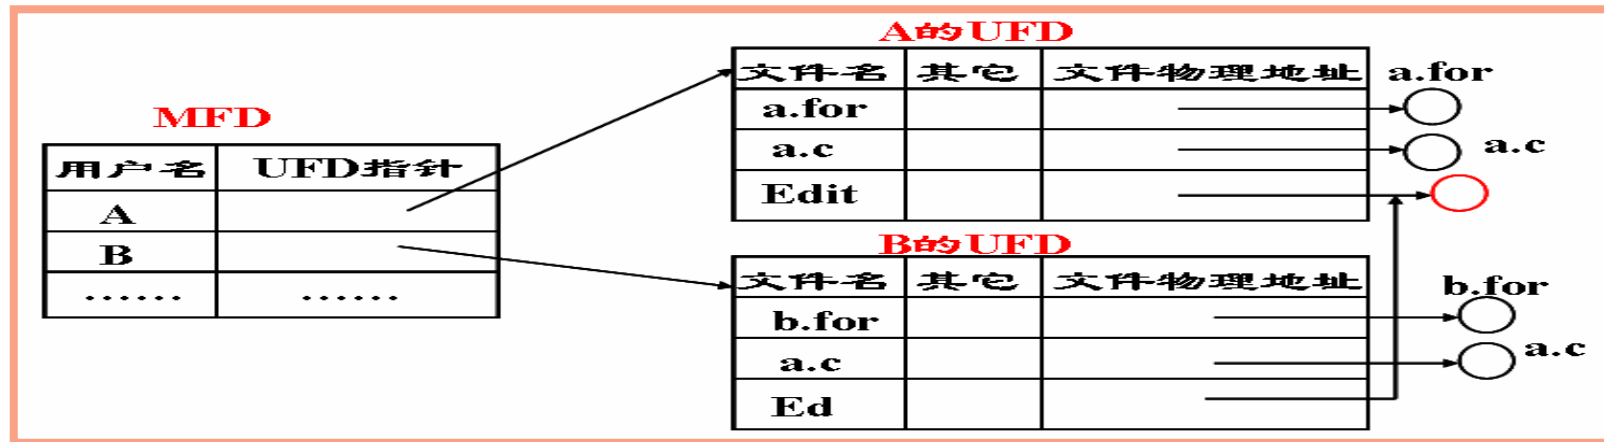 MFD
用户名 UFD指针
A
B
…… ……
A的UFD
文件名 其它 文件物理地址
a.for
a.c
Edit
a.for
a.c
B的UFD
文件名 其它 文件物理地址
b.for
a.c
Ed
b.for
a.c